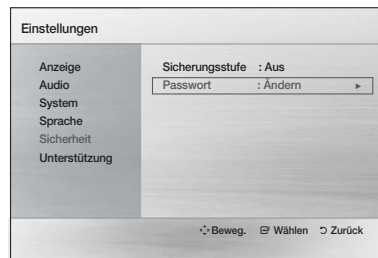 Einstellungen
Anzeige
Audio
System
Sprache
Sicherheit
Unterstützung
Sicherungsstufe : Aus
Passwort : Ändern ►
Beweg. Wählen Zurück